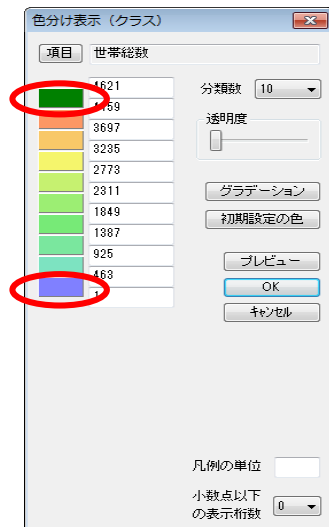 色分け表示（クラス）
項目 世帯総数
4621
4159
3697
3235
2773
2311
1849
1387
925
463
1
分類数 10
透明度
グラデーション
初期設定の色
プレビュー
OK
キャンセル
凡例の単位
小数点以下
の表示桁数 0